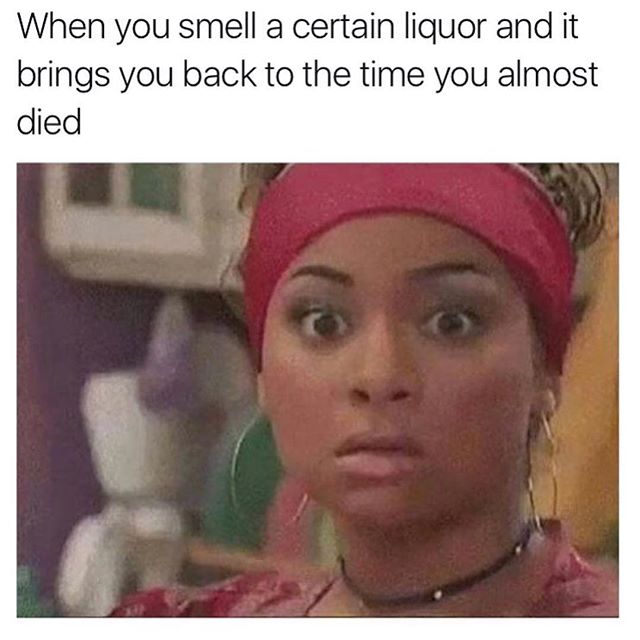 When you smell a certain liquor and it
brings you back to the time you almost
died